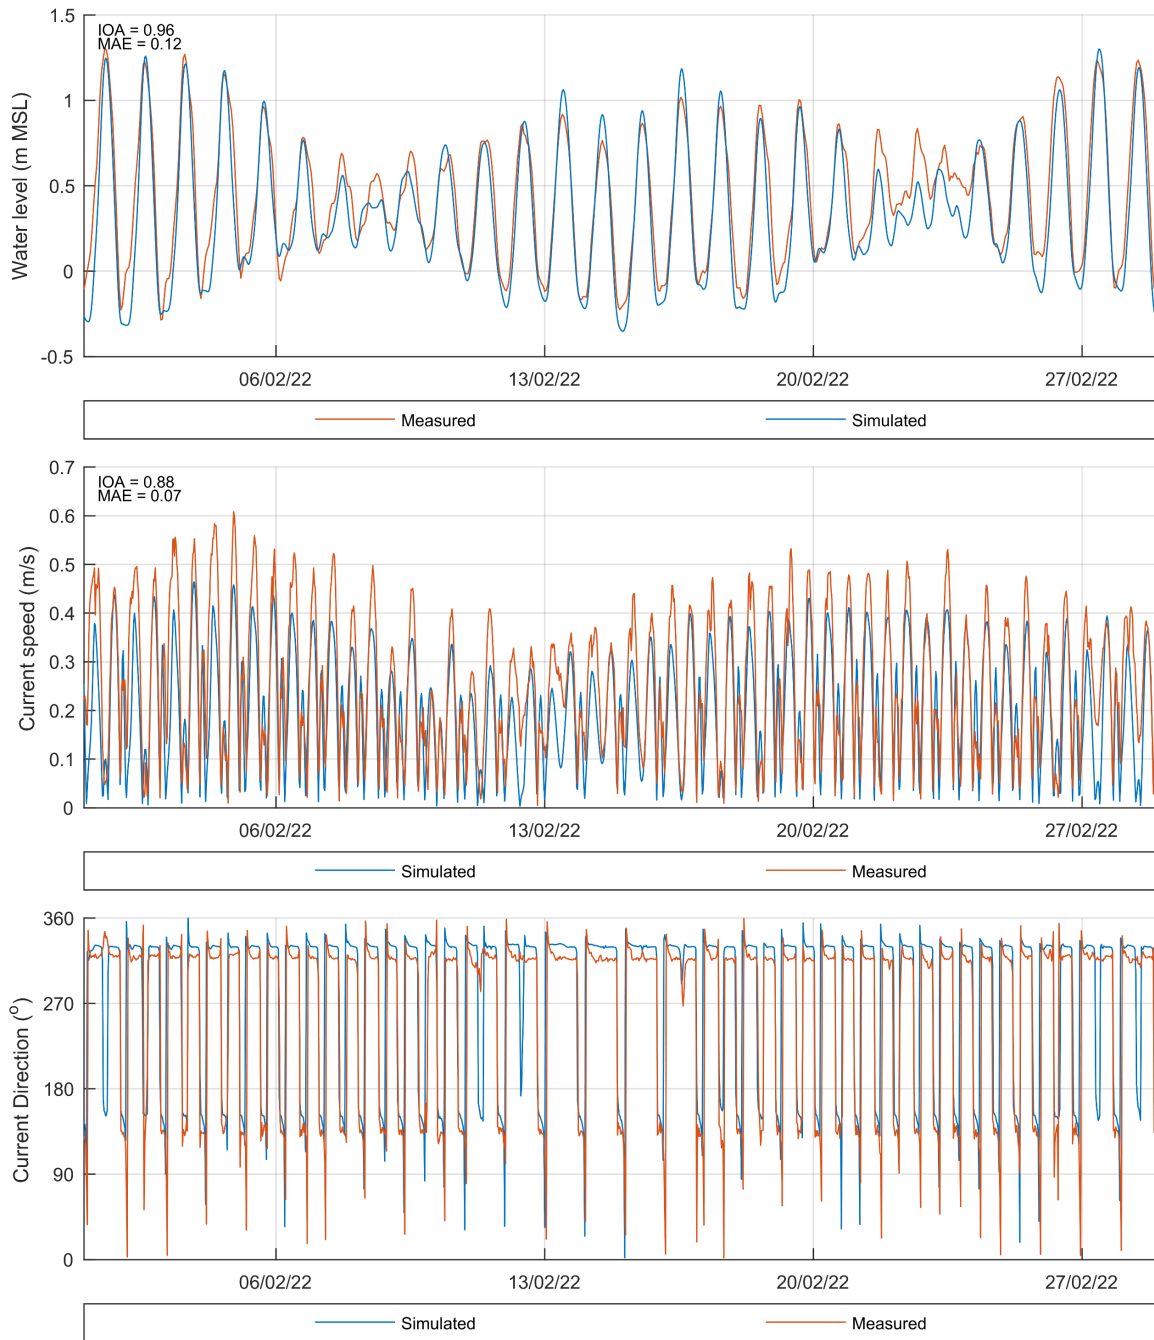 1.5
IOA = 0.96
MAE = 0.12
1
0.5
0
-0.5
Water level (m MSL)
06/02/22 13/02/22 20/02/22 27/02/22
Measured Simulated
0.7
IOA = 0.88
MAE = 0.07
0.6
0.5
0.4
0.3
0.2
0.1
0
Current speed (m/s)
06/02/22 13/02/22 20/02/22 27/02/22
Simulated Measured
360
270
180
90
0
Current Direction (°)
06/02/22 13/02/22 20/02/22 27/02/22
Simulated Measured